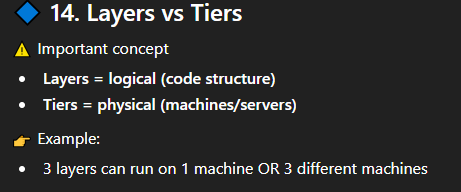 🔷 14. Layers vs Tiers
⚠️ Important concept
• Layers = logical (code structure)
• Tiers = physical (machines/servers)
👉 Example:
• 3 layers can run on 1 machine OR 3 different machines